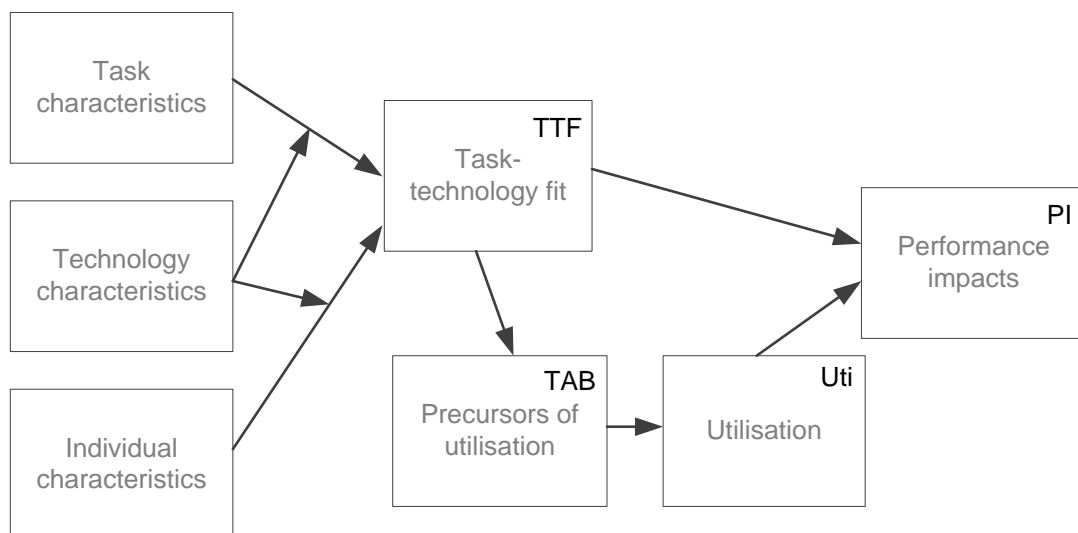 Task
characteristics
Technology
characteristics
Individual
characteristics
TTF
Task-
technology fit
TAB
Precursors of
utilisation
Uti
Utilisation
PI
Performance
impacts